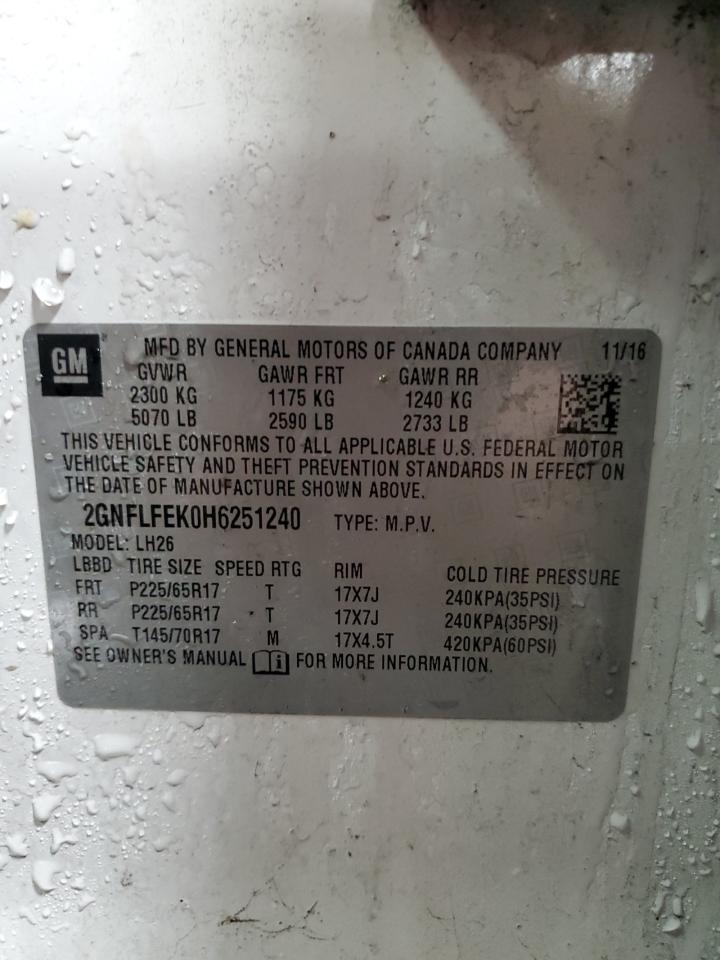 GM MFD BY GENERAL MOTORS OF CANADA COMPANY 11/16
GVWR GAWR FRT GAWR RR
2300 KG 1175 KG 1240 KG
5070 LB 2590 LB 2733 LB
THIS VEHICLE CONFORMS TO ALL APPLICABLE U.S. FEDERAL MOTOR
VEHICLE SAFETY AND THEFT PREVENTION STANDARDS IN EFFECT ON
THE DATE OF MANUFACTURE SHOWN ABOVE.
2GNFLFEK0H6251240 TYPE: M.P.V.
MODEL: LH26
LBBD TIRE SIZE SPEED RTG RIM COLD TIRE PRESSURE
FRT P225/65R17 T 17X7J 240KPA(35PSI)
RR P225/65R17 T 17X7J 240KPA(35PSI)
SPA T145/70R17 M 17X4.5T 420KPA(60PSI)
SEE OWNER'S MANUAL i FOR MORE INFORMATION.